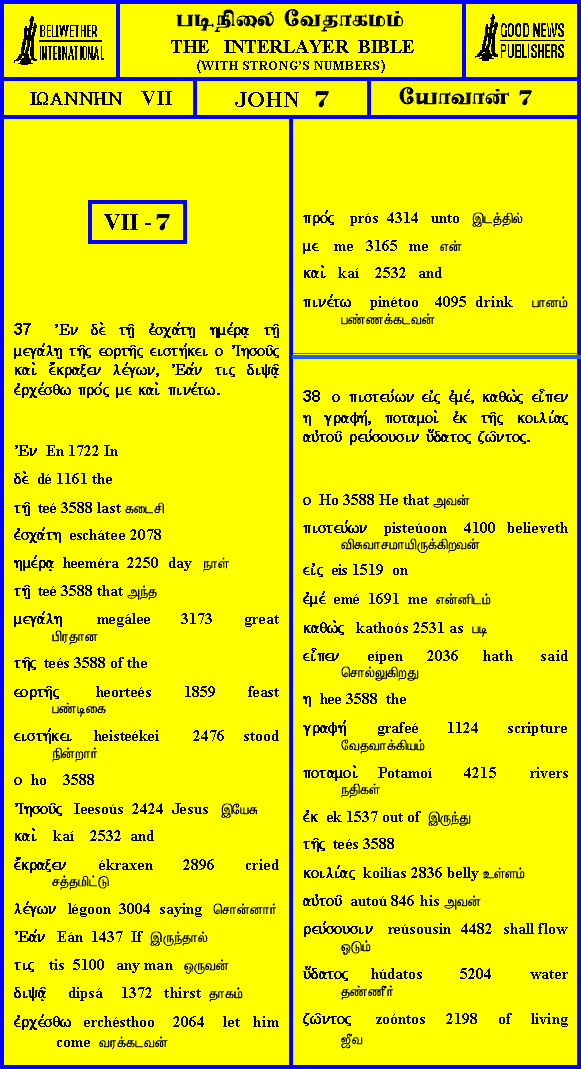 BELIWETHER
INTERNATIONAL
படிநிலை வேதாகமம்
THE INTERLAYER BIBLE
(WITH STRONG'S NUMBERS)
GOOD NEWS
PUBLISHERS
ΙΩΑΝΝΗΝ VII
JOHN 7
யோவான் 7
VII - 7
37 Ἐν δὲ τῇ ἐσχάτῃ ημέρᾳ τῇ
μεγάλῃ τῆς εορτῆς ειστήκει ο Ἰησοῦς
καὶ ἔκραξεν λέγων, Ἐάν τις διψᾷ
ἐρχέσθω πρός με καὶ πινέτω.
Ἐν En 1722 In
δὲ dé 1161 the
τῇ teé 3588 last கடைசி
ἐσχάτῃ eschátee 2078
ημέρᾳ heeméra 2250 day நாள்
τῇ teé 3588 that அந்த
μεγάλῃ megálee 3173 great
பிரதான
τῆς teés 3588 of the
εορτῆς heorteés 1859 feast
பண்டிகை
ειστήκει heisteékei 2476 stood
நின்றார்
ο ho 3588
Ἰησοῦς Ieesoús 2424 Jesus இயேசு
καὶ kaí 2532 and
ἔκραξεν ékraxen 2896 cried
சத்தமிட்டு
λέγων légoon 3004 saying சொன்னார்
Ἐάν Eán 1437 If இருந்தால்
τις tis 5100 any man ஒருவன்
διψᾷ dipsá 1372 thirst தாகம்
ἐρχέσθω erchésthoo 2064 let him
come வரக்கடவன்
πρός prós 4314 unto இடத்தில்
με me 3165 me என்
καὶ kaí 2532 and
πινέτω pinétoo 4095 drink பானம்
பண்ணக்கடவன்
38 ο πιστεύων εἰς ἐμέ, καθὼς εἶπεν
η γραφή, ποταμοὶ ἐκ τῆς κοιλίας
αὐτοῦ ρεύσουσιν ὕδατος ζῶντος.
ο Ho 3588 He that அவன்
πιστεύων pisteúoon 4100 believeth
விசுவாசமாயிருக்கிறவன்
εἰς eis 1519 on
ἐμέ emé 1691 me என்னிடம்
καθὼς kathoós 2531 as படி
εἶπεν eípen 2036 hath said
சொல்லுகிறது
η hee 3588 the
γραφή grafeé 1124 scripture
வேதவாக்கியம்
ποταμοὶ Potamoí 4215 rivers
நதிகள்
ἐκ ek 1537 out of இருந்து
τῆς teés 3588
κοιλίας koilías 2836 belly உள்ளம்
αὐτοῦ autoú 846 his அவன்
ρεύσουσιν reúsousin 4482 shall flow
ஓடும்
ὕδατος húdatos 5204 water
தண்ணீர்
ζῶντος zoóntos 2198 of living
ஜீவ